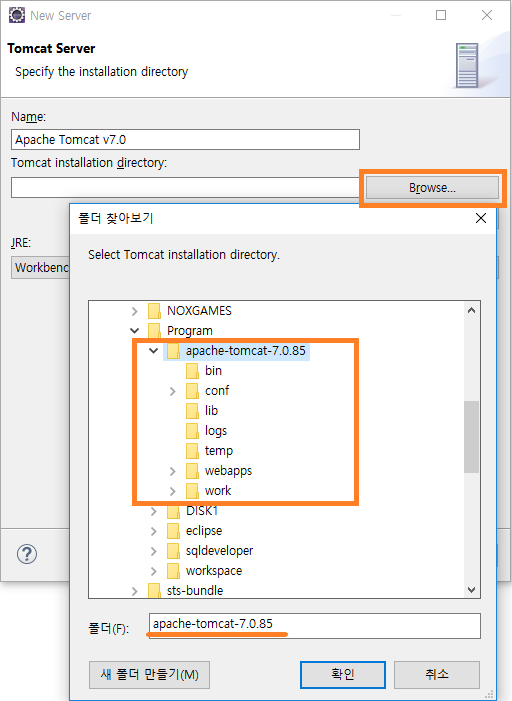 New Server
Tomcat Server
Specify the installation directory
Name:
Apache Tomcat v7.0
Tomcat installation directory:
Browse...
폴더 찾아보기
JRE:
Workbenc
Select Tomcat installation directory.
NOXGAMES
Program
apache-tomcat-7.0.85
bin
conf
lib
logs
temp
webapps
work
DISK1
eclipse
sqldeveloper
workspace
sts-bundle
?
폴더(F):
apache-tomcat-7.0.85
새 폴더 만들기(M)
확인
취소